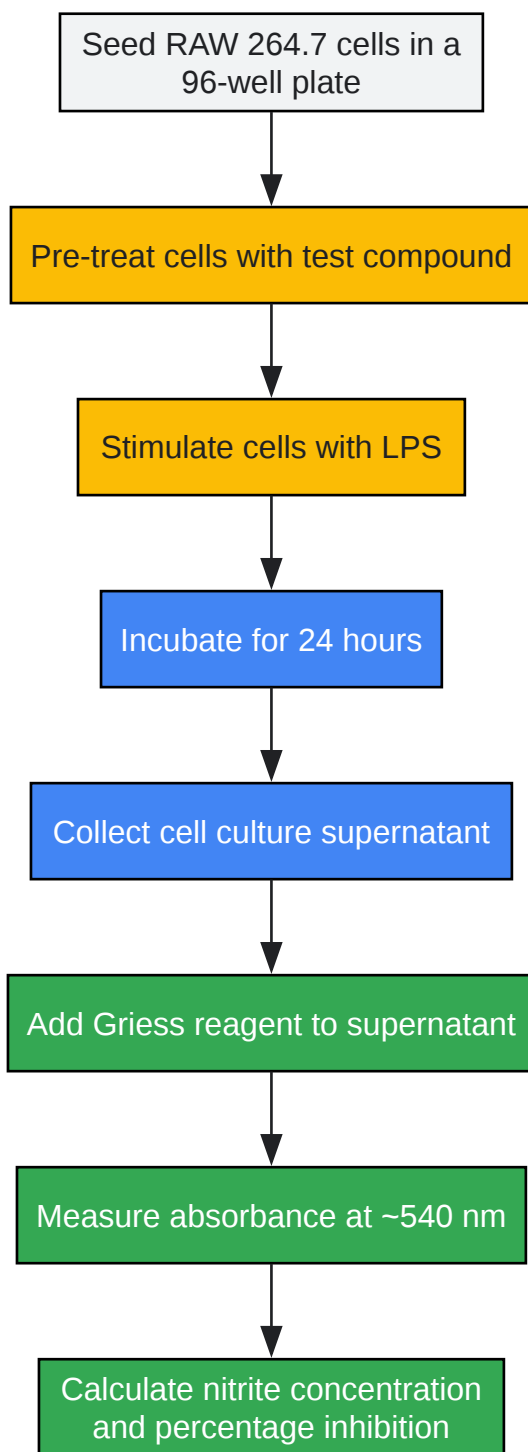 Seed RAW 264.7 cells in a
96-well plate
Pre-treat cells with test compound
Stimulate cells with LPS
Incubate for 24 hours
Collect cell culture supernatant
Add Griess reagent to supernatant
Measure absorbance at ~540 nm
Calculate nitrite concentration
and percentage inhibition